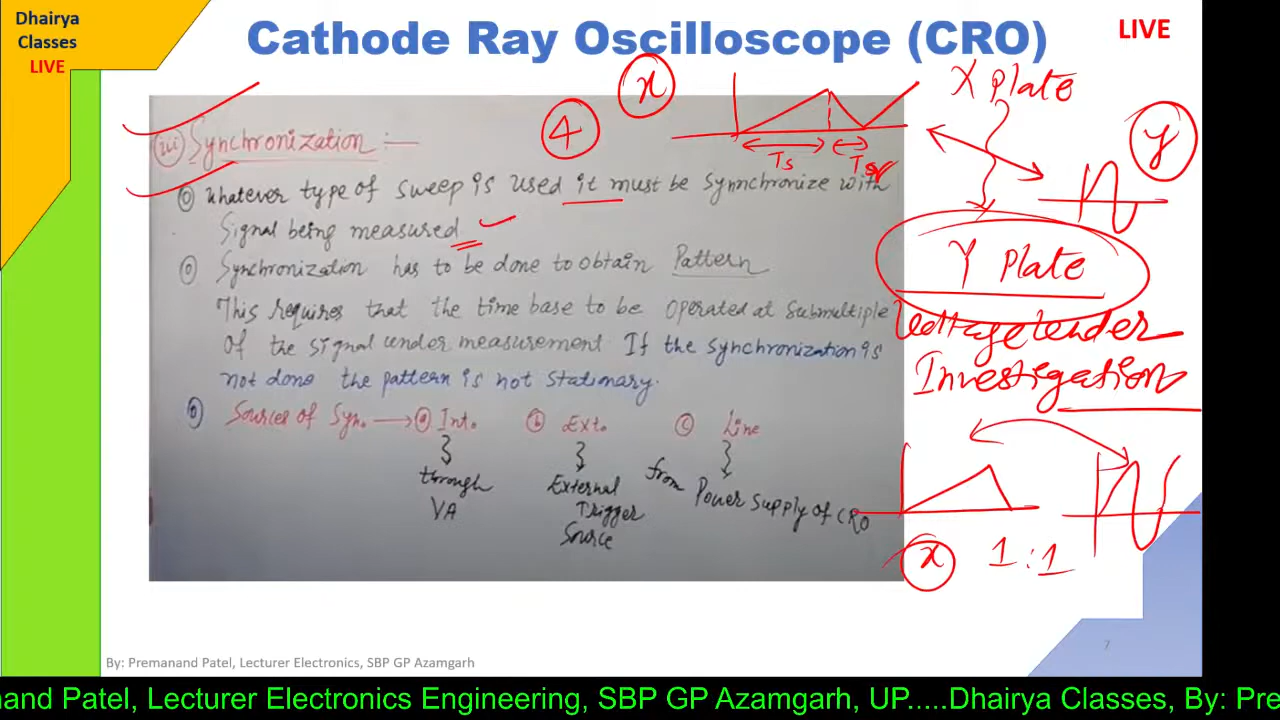 Dhairya
Classes
LIVE
Cathode Ray Oscilloscope (CRO)
LIVE
(iii) Synchronization :-
whatever type of sweep is used it must be Synnchronize with
Signal being measured
Synchronization has to be done to obtain Pattern
This requires that the time base to be operated at submultiple
of the signal under measurement. If the synchronization is
not done the pattern is not stationary.
Sources of Syn. → (a) Int. (b) Ext. (c) Line
through
VA
External
Trigger
Source
from Power supply of CRO
4
x
Ts
X Plate
y
Y Plate
Investigation
x
1 : 1
7
By: Premanand Patel, Lecturer Electronics, SBP GP Azamgarh
nand Patel, Lecturer Electronics Engineering, SBP GP Azamgarh, UP.....Dhairya Classes, By: Pre